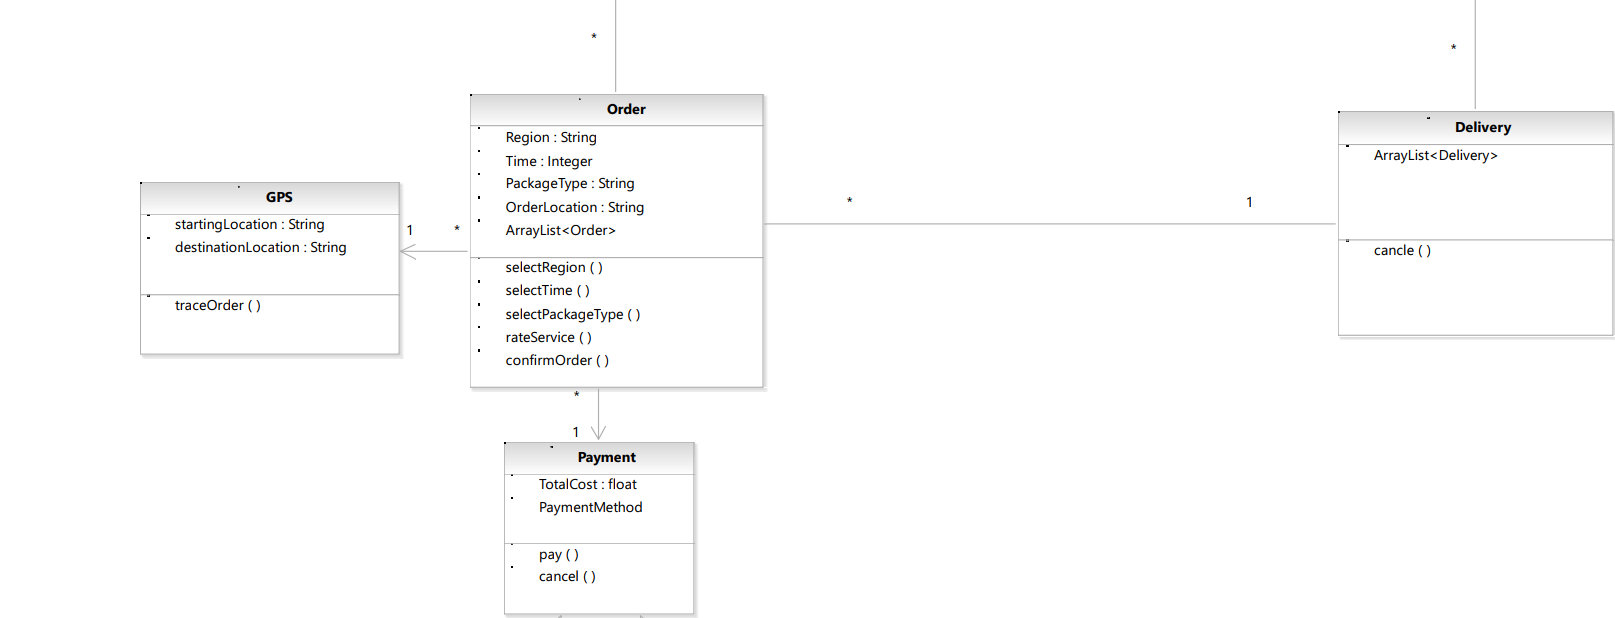 *
*
Order
Region : String
Time : Integer
PackageType : String
OrderLocation : String
ArrayList<Order>
selectRegion ( )
selectTime ( )
selectPackageType ( )
rateService ( )
confirmOrder ( )
Delivery
ArrayList<Delivery>
cancle ( )
* 1
GPS
startingLocation : String
destinationLocation : String
traceOrder ( )
1 *
*
1
Payment
TotalCost : float
PaymentMethod
pay ( )
cancel ( )